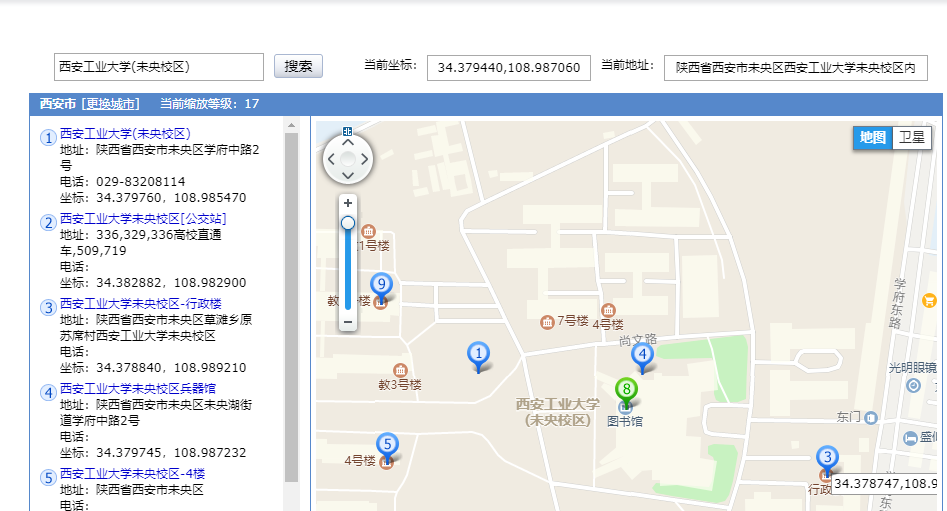 西安工业大学(未央校区)
搜索
当前坐标:
34.379440,108.987060
当前地址:
陕西省西安市未央区西安工业大学未央校区内
西安市 [更换城市] 当前缩放等级: 17
1 西安工业大学(未央校区)
地址: 陕西省西安市未央区学府中路2
号
电话: 029-83208114
坐标: 34.379760, 108.985470
2 西安工业大学未央校区[公交站]
地址: 336,329,336高校直通
车,509,719
电话:
坐标: 34.382882, 108.982900
3 西安工业大学未央校区-行政楼
地址: 陕西省西安市未央区草滩乡原
苏席村西安工业大学未央校区
电话:
坐标: 34.378840, 108.989210
4 西安工业大学未央校区兵器馆
地址: 陕西省西安市未央区未央湖街
道学府中路2号
电话:
坐标: 34.379745, 108.987232
5 西安工业大学未央校区-4楼
地址: 陕西省西安市未央区
电话:
地图 卫星
+
−
1号楼
9
学府东路
7号楼
4号楼
尚文路
1
4
光明眼镜
教3号楼
8
西安工业大学
(未央校区)
图书馆
东门
5
4号楼
3
行政
34.378747,108.9
东路